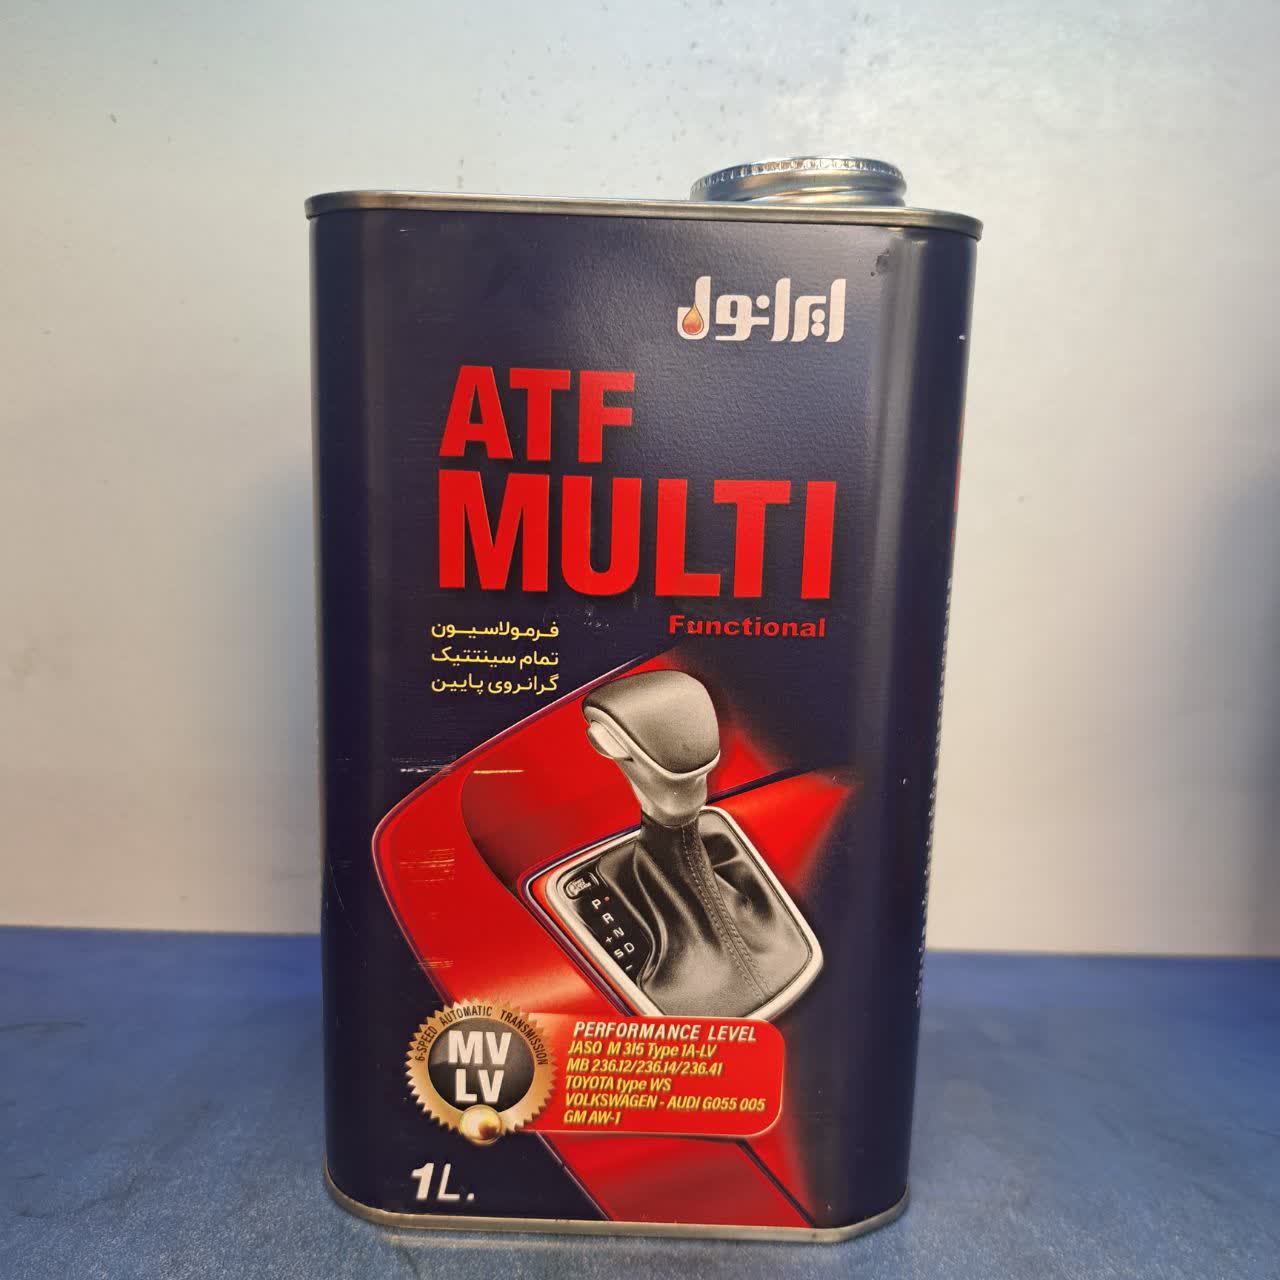 ایرانول
ATF
MULTI
Functional
فرمولاسیون
تمام سینتتیک
گرانروی پایین
P
R
N
D
+
S
-
6-SPEED AUTOMATIC TRANSMISSION
MV
LV
PERFORMANCE LEVEL
JASO M 315 Type 1A-LV
MB 236.12/236.14/236.41
TOYOTA type WS
VOLKSWAGEN - AUDI G055 005
GM AW-1
1L.